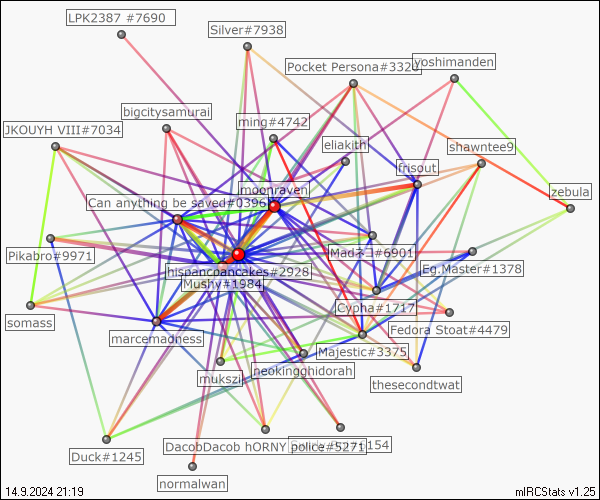 LPK2387 #7690
Silver#7938
Pocket Persona#3320
yoshimanden
bigcitysamurai
ming#4742
JKOUYH VIII#7034
eliakith
shawntee9
frisout
moonraven
zebula
Can anything be saved#0396
Pikabro#9971
Mad3_1#6901
hispancopancakes#2928
Eg.Master#1378
Mushy#1984
somass
Cypha#1717
Fedora Stoat#4479
marcemadness
Majestic#3375
mukszi
neokingghidorah
thesecondtwat
Duck#1245
DacobDacob hORNY police#5271
154
normalwan
14.9.2024 21:19
mIRCStats v1.25